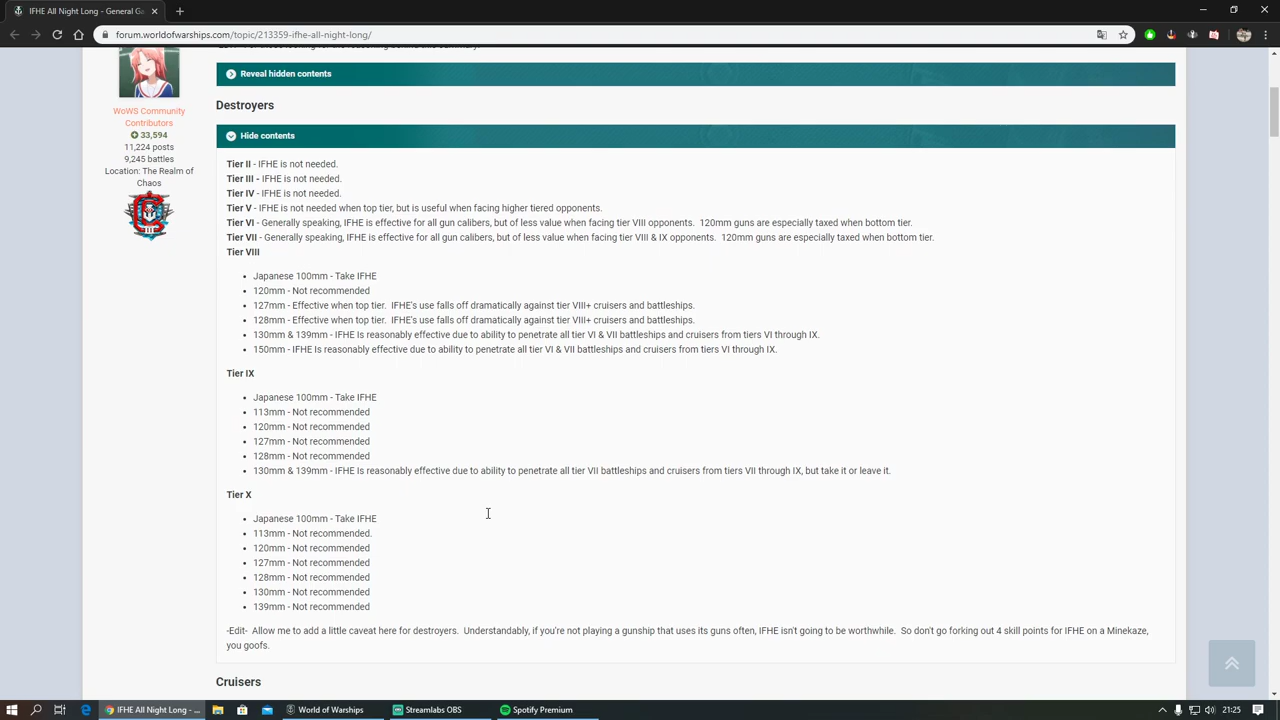 IFHE All Night Long - General Ga
forum.worldofwarships.com/topic/213359-ifhe-all-night-long/
Reveal hidden contents
WoWS Community
Contributors
33,594
11,224 posts
9,245 battles
Location: The Realm of
Chaos
Destroyers
Hide contents
Tier II - IFHE is not needed.
Tier III - IFHE is not needed.
Tier IV - IFHE is not needed.
Tier V - IFHE is not needed when top tier, but is useful when facing higher tiered opponents.
Tier VI - Generally speaking, IFHE is effective for all gun calibers, but of less value when facing tier VIII opponents.  120mm guns are especially taxed when bottom tier.
Tier VII - Generally speaking, IFHE is effective for all gun calibers, but of less value when facing tier VIII & IX opponents.  120mm guns are especially taxed when bottom tier.
Tier VIII
• Japanese 100mm - Take IFHE
• 120mm - Not recommended
• 127mm - Effective when top tier.  IFHE's use falls off dramatically against tier VIII+ cruisers and battleships.
• 128mm - Effective when top tier.  IFHE's use falls off dramatically against tier VIII+ cruisers and battleships.
• 130mm & 139mm - IFHE Is reasonably effective due to ability to penetrate all tier VI & VII battleships and cruisers from tiers VI through IX.
• 150mm - IFHE Is reasonably effective due to ability to penetrate all tier VI & VII battleships and cruisers from tiers VI through IX.
Tier IX
• Japanese 100mm - Take IFHE
• 113mm - Not recommended
• 120mm - Not recommended
• 127mm - Not recommended
• 128mm - Not recommended
• 130mm & 139mm - IFHE Is reasonably effective due to ability to penetrate all tier VII battleships and cruisers from tiers VII through IX, but take it or leave it.
Tier X
• Japanese 100mm - Take IFHE
• 113mm - Not recommended.
• 120mm - Not recommended
• 127mm - Not recommended
• 128mm - Not recommended
• 130mm - Not recommended
• 139mm - Not recommended
-Edit-  Allow me to add a little caveat here for destroyers.  Understandably, if you're not playing a gunship that uses its guns often, IFHE isn't going to be worthwhile.  So don't go forking out 4 skill points for IFHE on a Minekaze,
you goofs.
Cruisers
IFHE All Night Long - ...
World of Warships
Streamlabs OBS
Spotify Premium
21:25